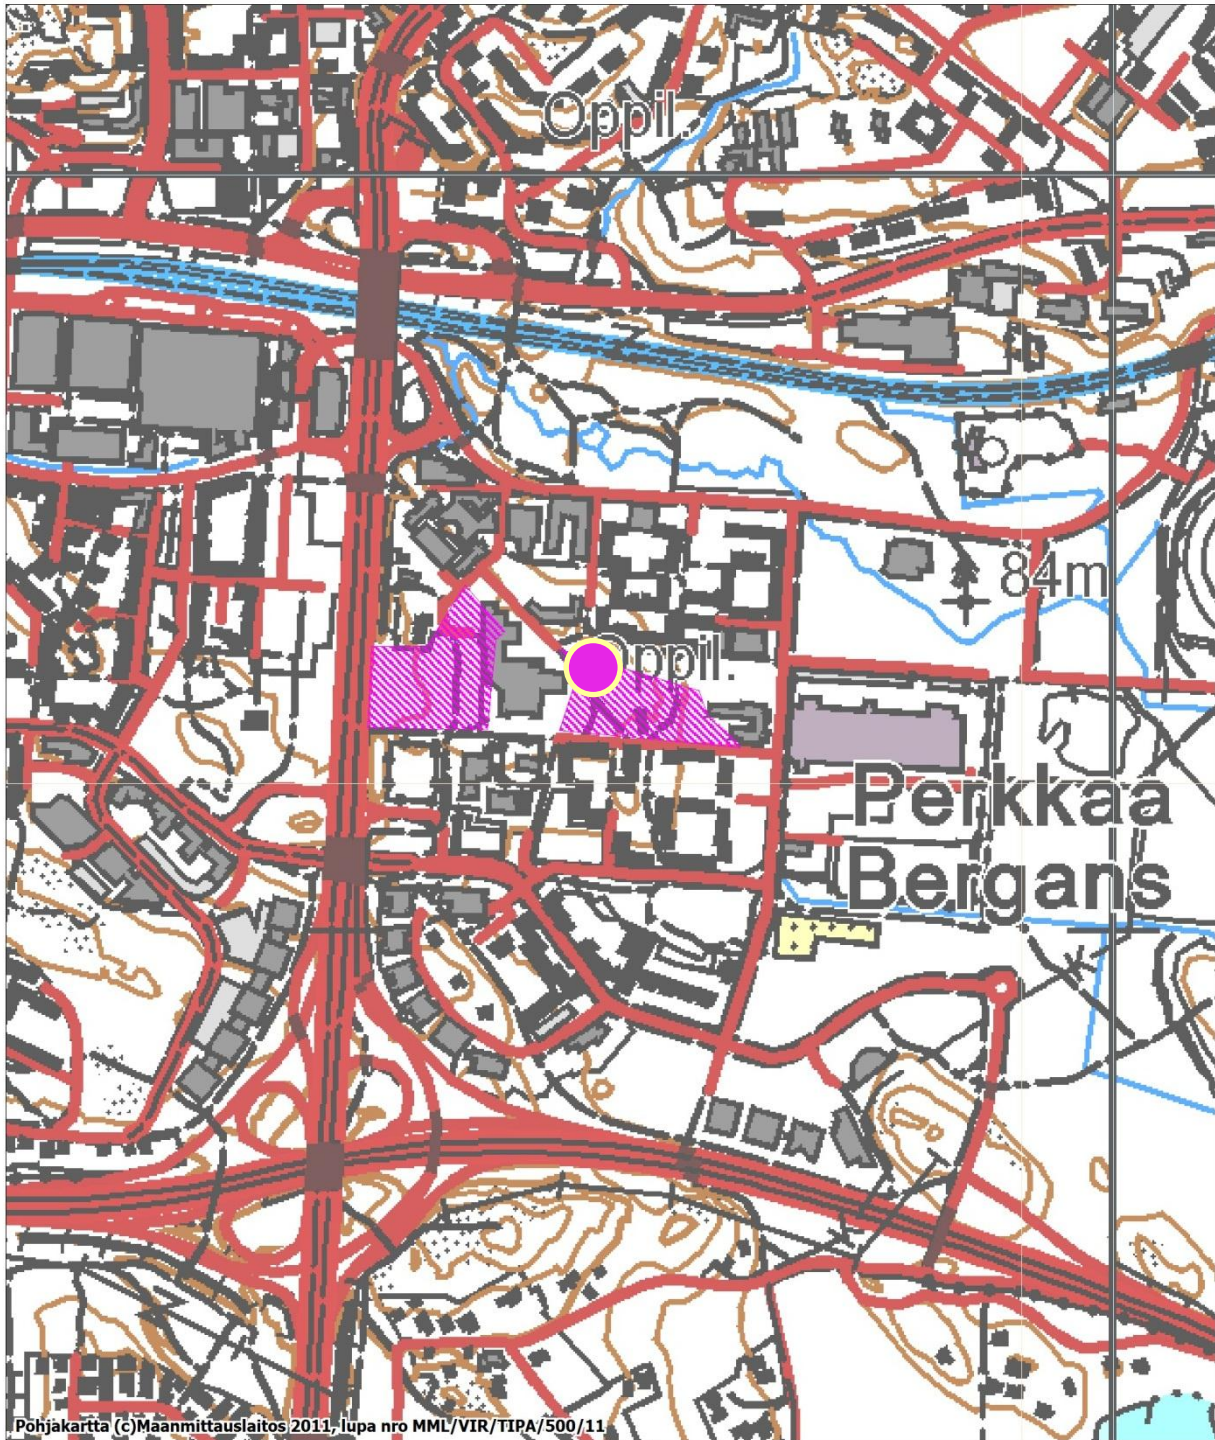 Oppil.
84m
Oppil.
Perkkaa
Bergans
Pohjakartta (c)Maanmittauslaitos 2011, lupa nro MML/VIR/TIPA/500/11